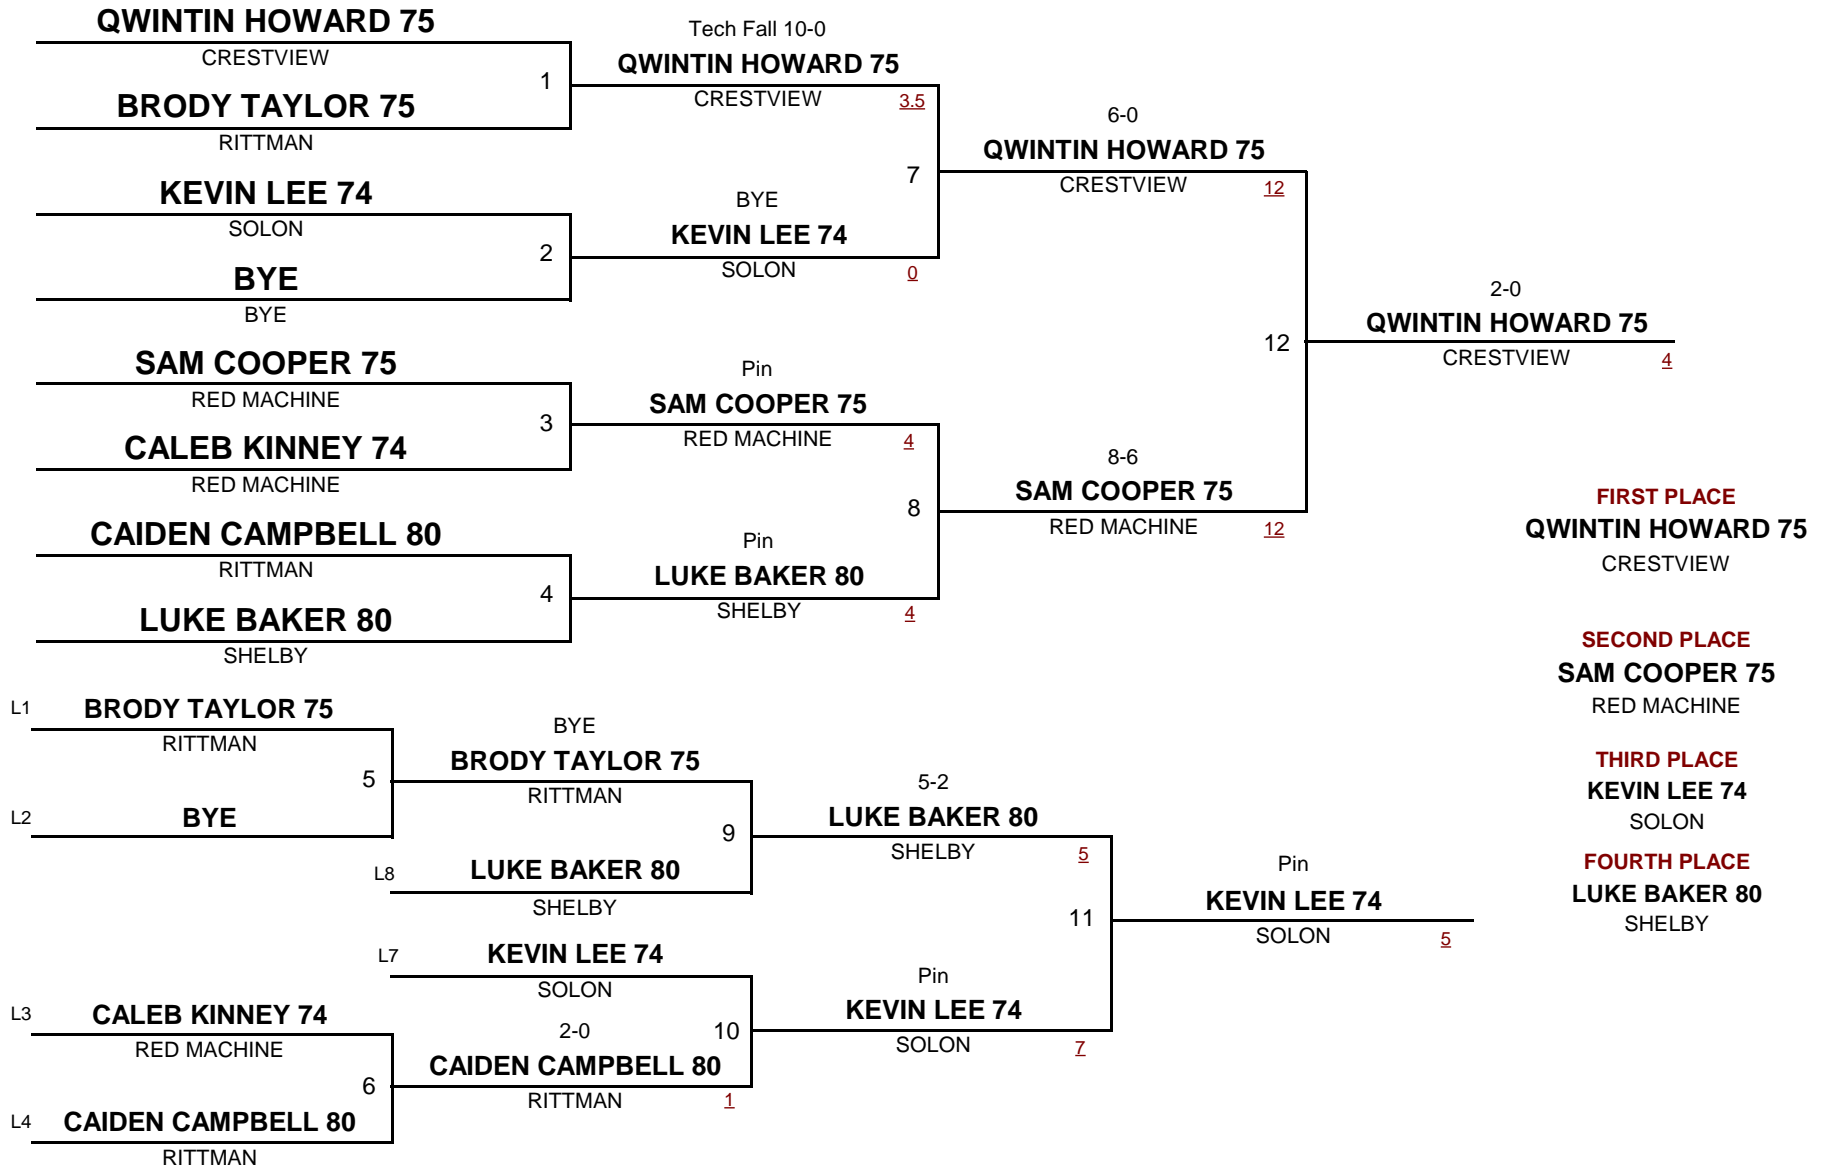 QWINTIN HOWARD 75
CRESTVIEW
1
BRODY TAYLOR 75
RITTMAN
KEVIN LEE 74
SOLON
2
BYE
BYE
SAM COOPER 75
RED MACHINE
3
CALEB KINNEY 74
RED MACHINE
CAIDEN CAMPBELL 80
RITTMAN
4
LUKE BAKER 80
SHELBY
Tech Fall 10-0
QWINTIN HOWARD 75
CRESTVIEW 3.5
7
BYE
KEVIN LEE 74
SOLON 0
Pin
SAM COOPER 75
RED MACHINE 4
8
Pin
LUKE BAKER 80
SHELBY 4
6-0
QWINTIN HOWARD 75
CRESTVIEW 12
12
8-6
SAM COOPER 75
RED MACHINE 12
2-0
QWINTIN HOWARD 75
CRESTVIEW 4
FIRST PLACE
QWINTIN HOWARD 75
CRESTVIEW
SECOND PLACE
SAM COOPER 75
RED MACHINE
THIRD PLACE
KEVIN LEE 74
SOLON
FOURTH PLACE
LUKE BAKER 80
SHELBY
L1 BRODY TAYLOR 75
RITTMAN
5
L2 BYE
BYE
BRODY TAYLOR 75
RITTMAN
9
L8 LUKE BAKER 80
SHELBY
L7 KEVIN LEE 74
SOLON
10
L3 CALEB KINNEY 74
RED MACHINE
6
L4 CAIDEN CAMPBELL 80
RITTMAN
2-0
CAIDEN CAMPBELL 80
RITTMAN 1
5-2
LUKE BAKER 80
SHELBY 5
11
Pin
KEVIN LEE 74
SOLON 7
Pin
KEVIN LEE 74
SOLON 5